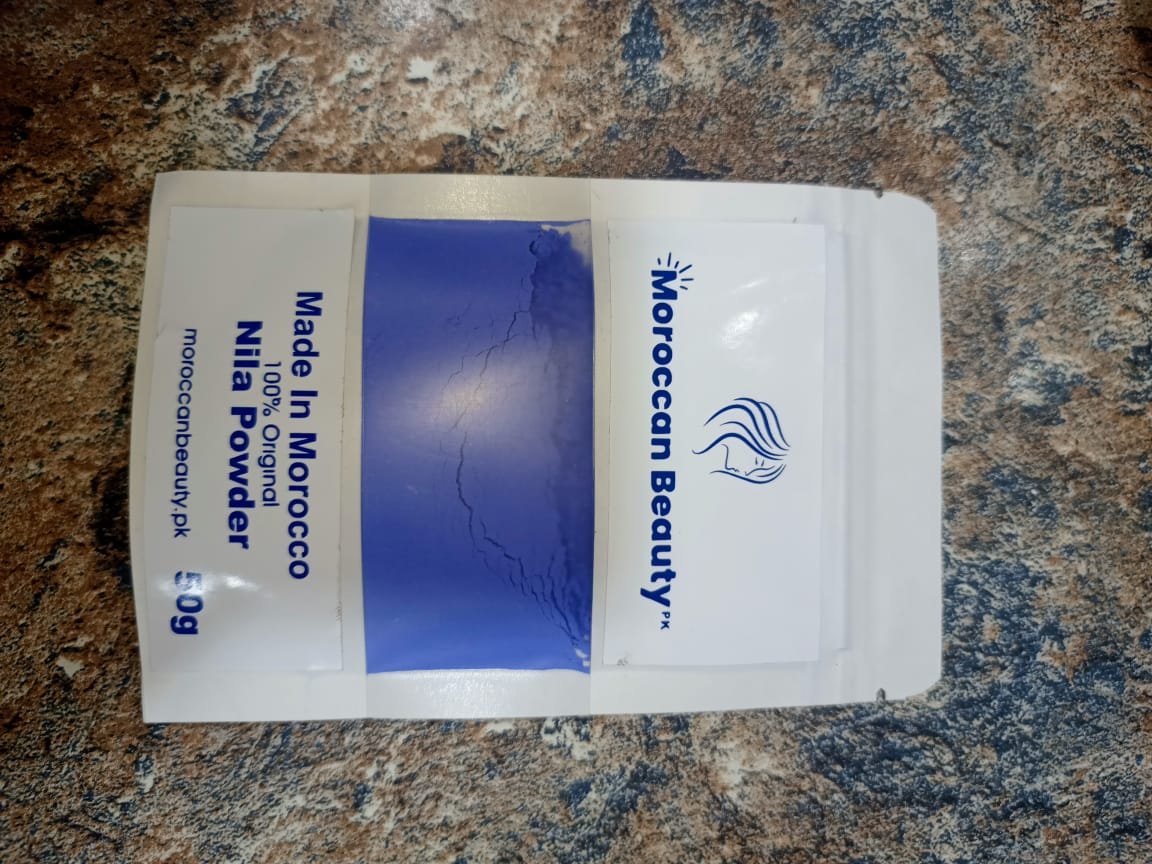 Moroccan Beauty PK
Made In Morocco
100% Original
Nila Powder
moroccanbeauty.pk 50g